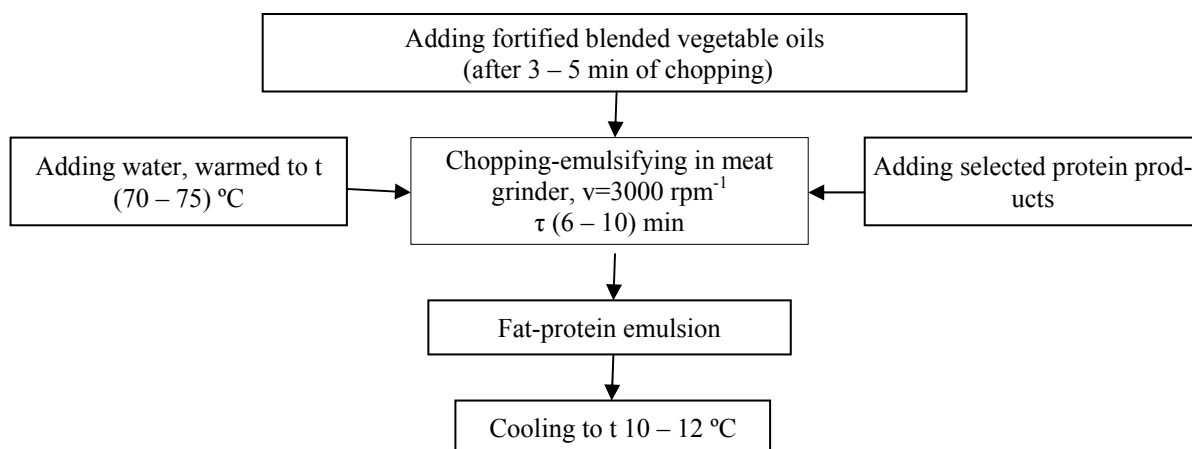 Adding fortified blended vegetable oils
(after 3 – 5 min of chopping)
Adding water, warmed to t
(70 – 75) ºC
Chopping-emulsifying in meat
grinder, v=3000 rpm⁻¹
τ (6 – 10) min
Adding selected protein prod-
ucts
Fat-protein emulsion
Cooling to t 10 – 12 ºC